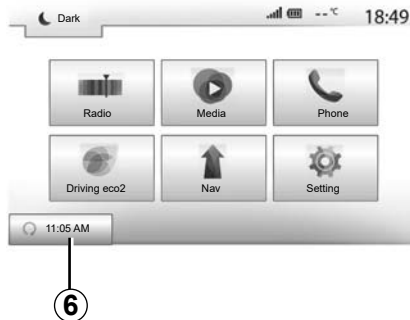 Dark
--°C 18:49
Radio Media Phone
Driving eco2 Nav Setting
11:05 AM
6